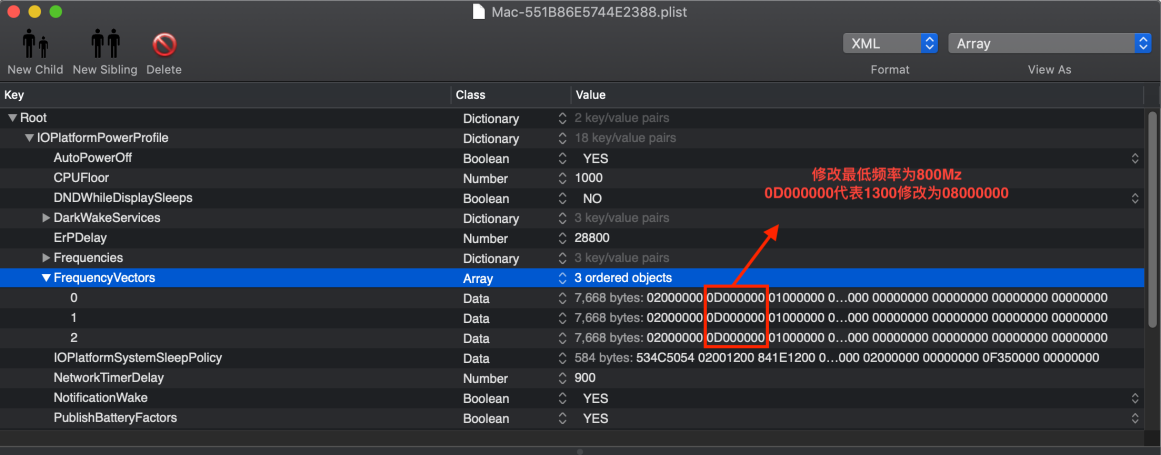 Mac-551B86E5744E2388.plist
New Child New Sibling Delete
XML Array
Format View As
Key Class Value
Root Dictionary 2 key/value pairs
IOPlatformPowerProfile Dictionary 18 key/value pairs
AutoPowerOff Boolean YES
CPUFloor Number 1000
DNDWhileDisplaySleeps Boolean NO
DarkWakeServices Dictionary 3 key/value pairs
ErPDelay Number 28800
Frequencies Dictionary 3 key/value pairs
FrequencyVectors Array 3 ordered objects
0 Data 7,668 bytes: 02000000 0D000000 01000000 0...000 00000000 00000000 00000000 00000000
1 Data 7,668 bytes: 02000000 0D000000 01000000 0...000 00000000 00000000 00000000 00000000
2 Data 7,668 bytes: 02000000 0D000000 01000000 0...000 00000000 00000000 00000000 00000000
IOPlatformSystemSleepPolicy Data 584 bytes: 534C5054 02001200 841E1200 0...000 02000000 00000000 0F350000 00000000
NetworkTimerDelay Number 900
NotificationWake Boolean YES
PublishBatteryFactors Boolean YES
修改最低频率为800Mz
0D000000代表1300修改为08000000